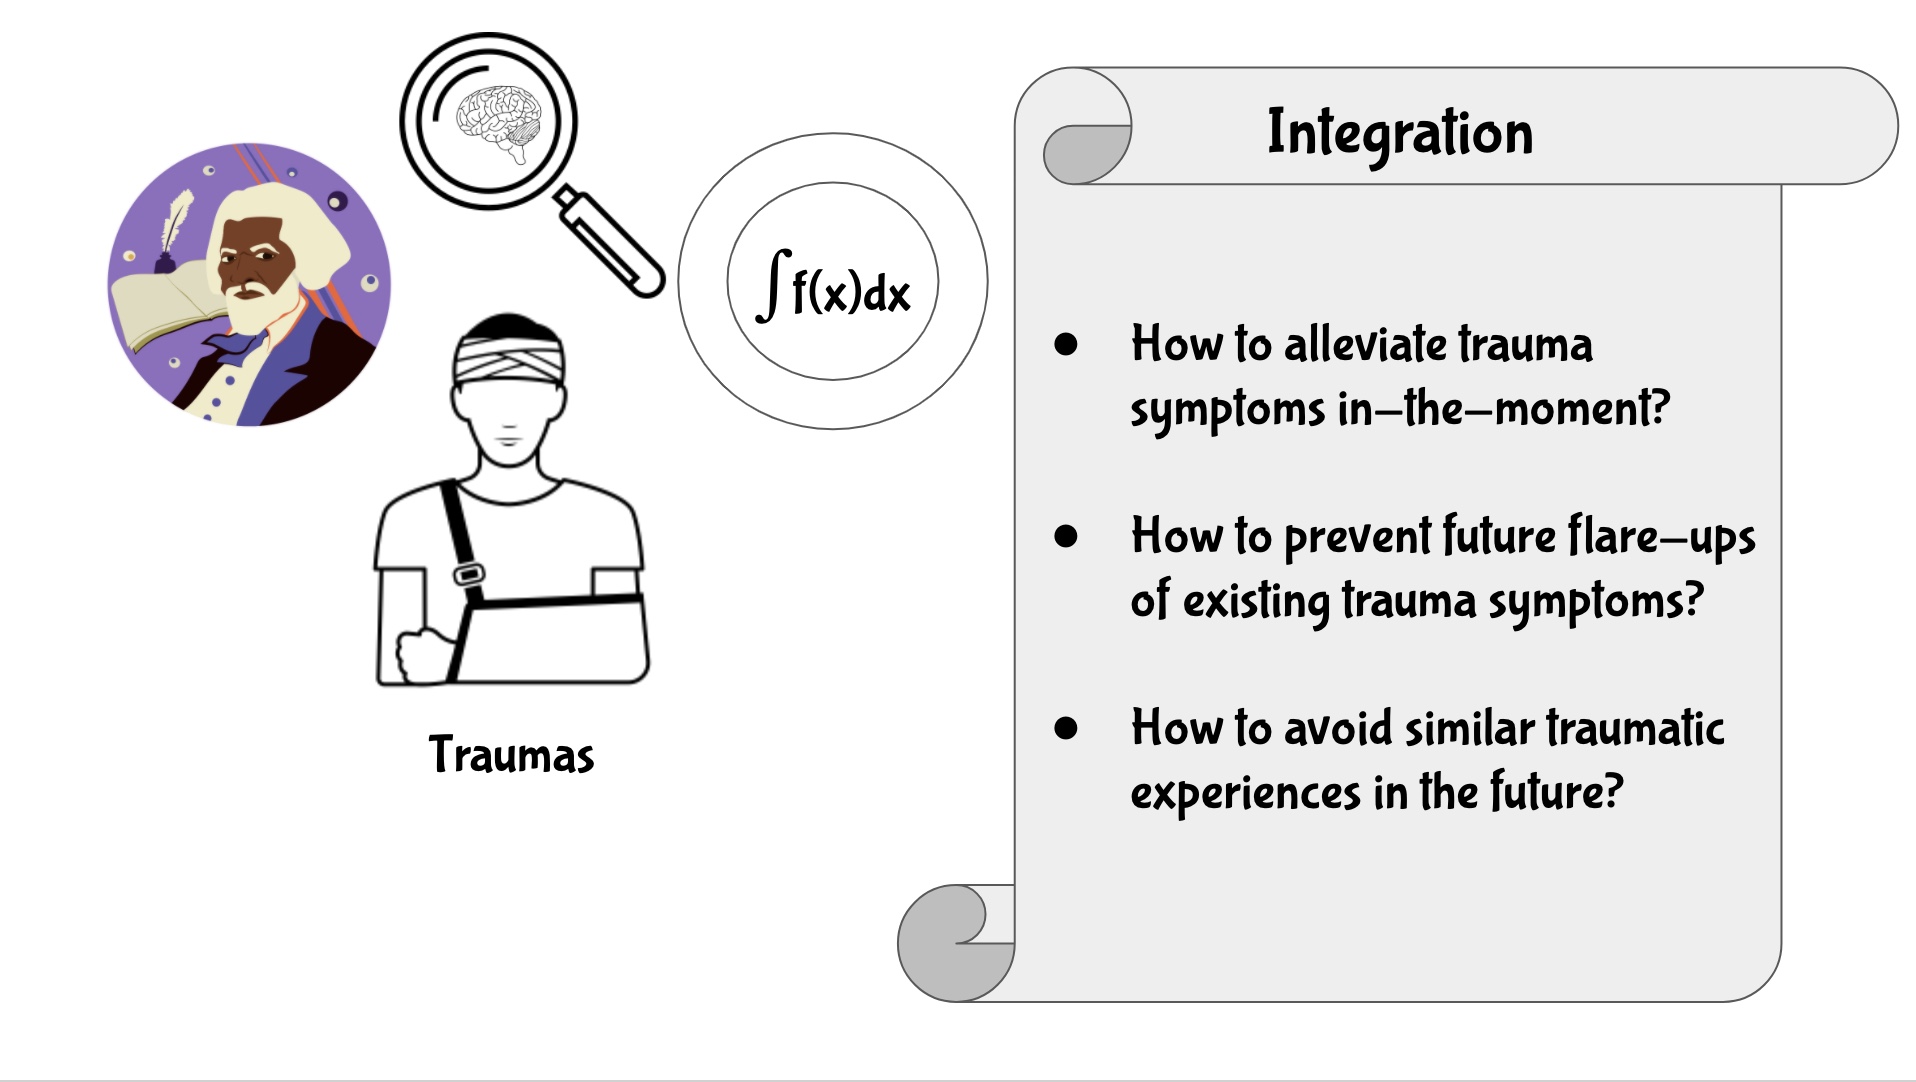 ∫f(x)dx
Traumas
Integration
● How to alleviate trauma
symptoms in–the–moment?
● How to prevent future flare–ups
of existing trauma symptoms?
● How to avoid similar traumatic
experiences in the future?